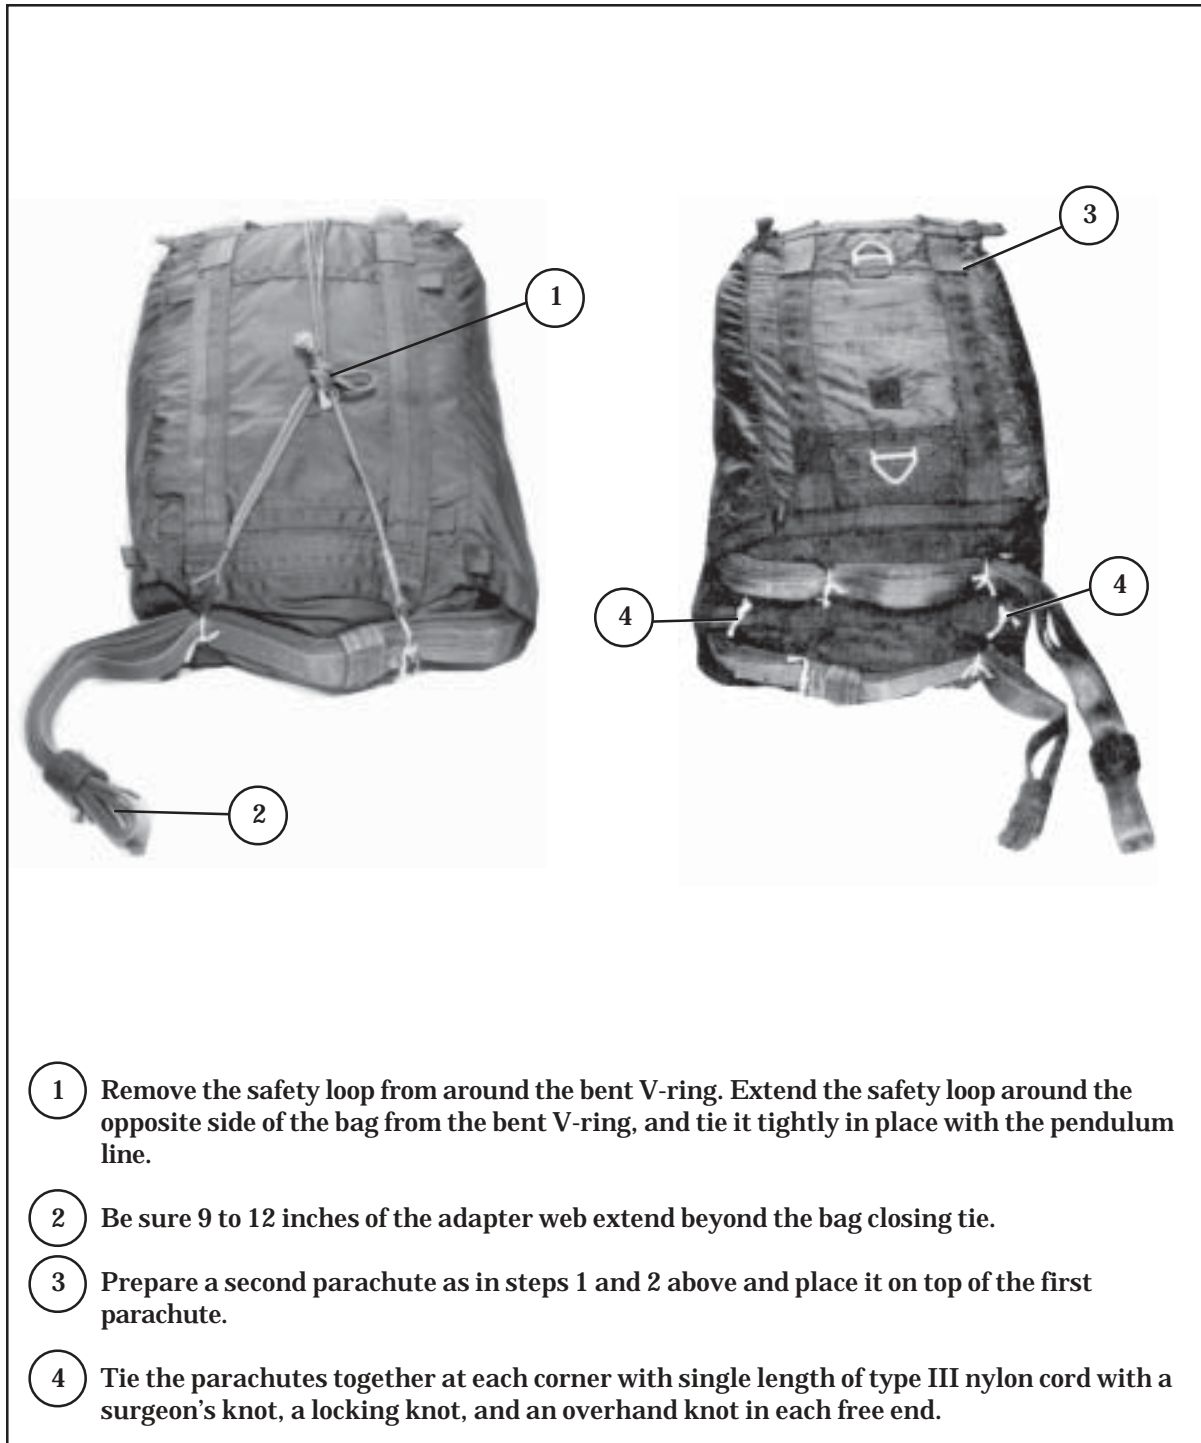 1
3
4
4
2
1 Remove the safety loop from around the bent V-ring. Extend the safety loop around the
opposite side of the bag from the bent V-ring, and tie it tightly in place with the pendulum
line.
2 Be sure 9 to 12 inches of the adapter web extend beyond the bag closing tie.
3 Prepare a second parachute as in steps 1 and 2 above and place it on top of the first
parachute.
4 Tie the parachutes together at each corner with single length of type III nylon cord with a
surgeon's knot, a locking knot, and an overhand knot in each free end.